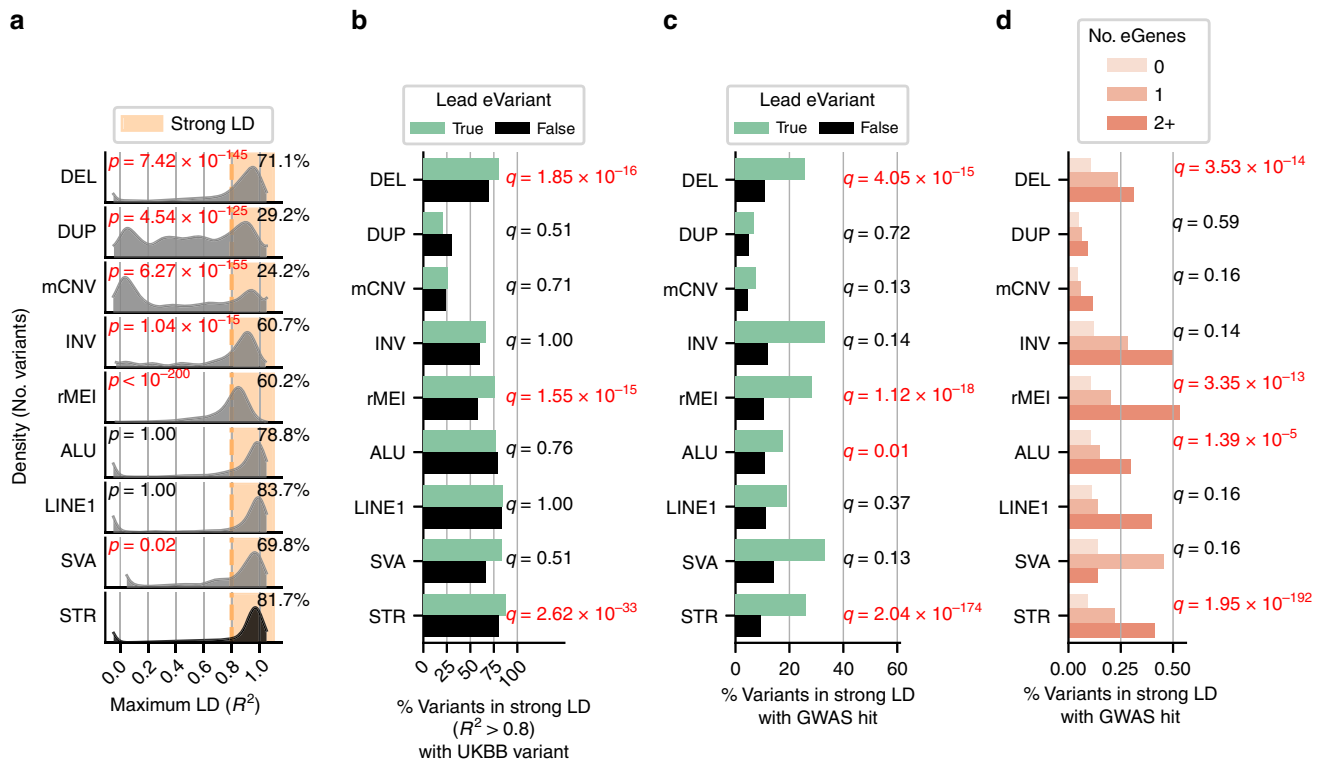 a
Strong LD
Density (No. variants)
DEL
p = 7.42 × 10⁻¹⁴⁵
71.1%
DUP
p = 4.54 × 10⁻¹²⁵
29.2%
mCNV
p = 6.27 × 10⁻¹⁵⁵
24.2%
INV
p = 1.04 × 10⁻¹⁵
60.7%
rMEI
p < 10⁻²⁰⁰
60.2%
ALU
p = 1.00
78.8%
LINE1
p = 1.00
83.7%
SVA
p = 0.02
69.8%
STR
81.7%
0.0 0.2 0.4 0.6 0.8 1.0
Maximum LD (R²)
b
Lead eVariant
True False
DEL
q = 1.85 × 10⁻¹⁶
DUP
q = 0.51
mCNV
q = 0.71
INV
q = 1.00
rMEI
q = 1.55 × 10⁻¹⁵
ALU
q = 0.76
LINE1
q = 1.00
SVA
q = 0.51
STR
q = 2.62 × 10⁻³³
0 25 50 75 100
% Variants in strong LD
(R² > 0.8)
with UKBB variant
c
Lead eVariant
True False
DEL
q = 4.05 × 10⁻¹⁵
DUP
q = 0.72
mCNV
q = 0.13
INV
q = 0.14
rMEI
q = 1.12 × 10⁻¹⁸
ALU
q = 0.01
LINE1
q = 0.37
SVA
q = 0.13
STR
q = 2.04 × 10⁻¹⁷⁴
0 20 40 60
% Variants in strong LD
with GWAS hit
d
No. eGenes
0
1
2+
DEL
q = 3.53 × 10⁻¹⁴
DUP
q = 0.59
mCNV
q = 0.16
INV
q = 0.14
rMEI
q = 3.35 × 10⁻¹³
ALU
q = 1.39 × 10⁻⁵
LINE1
q = 0.16
SVA
q = 0.16
STR
q = 1.95 × 10⁻¹⁹²
0.00 0.25 0.50
% Variants in strong LD
with GWAS hit